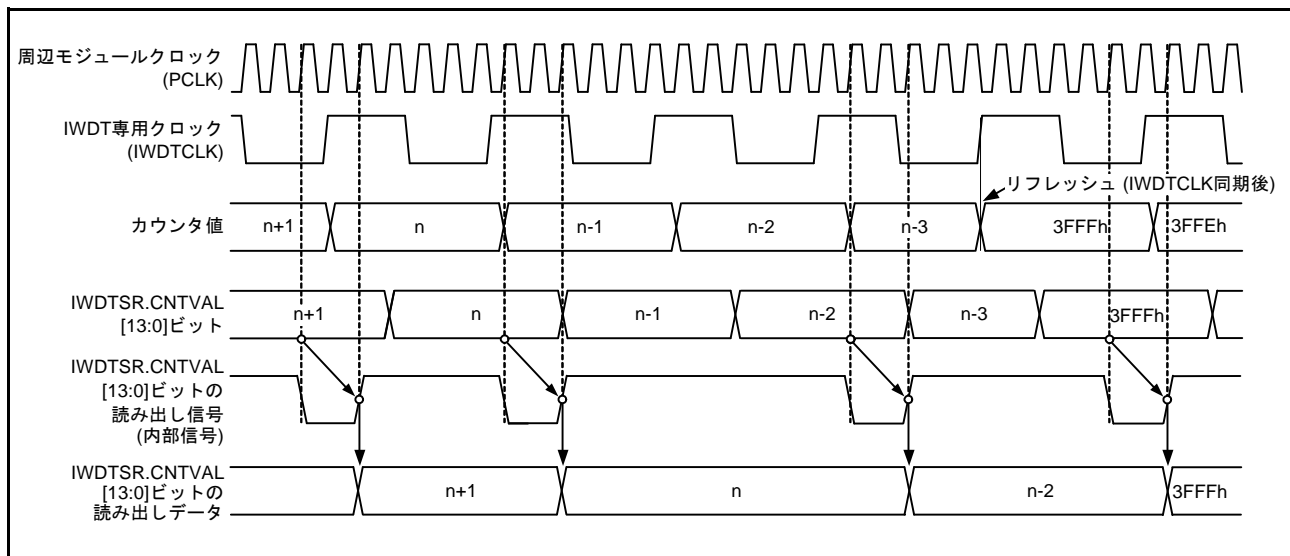 周辺モジュールクロック
(PCLK)
IWDT専用クロック
(IWDTCLK)
リフレッシュ (IWDTCLK同期後)
カウンタ値
n+1
n
n-1
n-2
n-3
3FFFh
3FFEh
IWDTSR.CNTVAL
[13:0]ビット
n+1
n
n-1
n-2
n-3
3FFFh
IWDTSR.CNTVAL
[13:0]ビットの
読み出し信号
(内部信号)
IWDTSR.CNTVAL
[13:0]ビットの
読み出しデータ
n+1
n
n-2
3FFFh